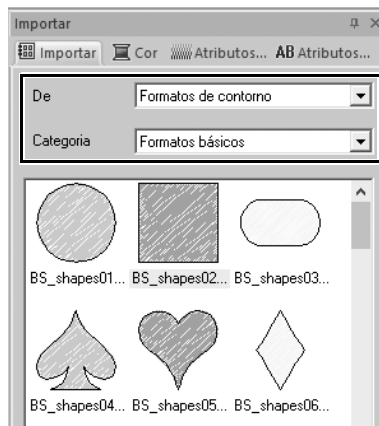 Importar
Importar Cor Atributos... AB Atributos...
De Formatos de contorno
Categoria Formatos básicos
BS_shapes01... BS_shapes02... BS_shapes03...
BS_shapes04... BS_shapes05... BS_shapes06...